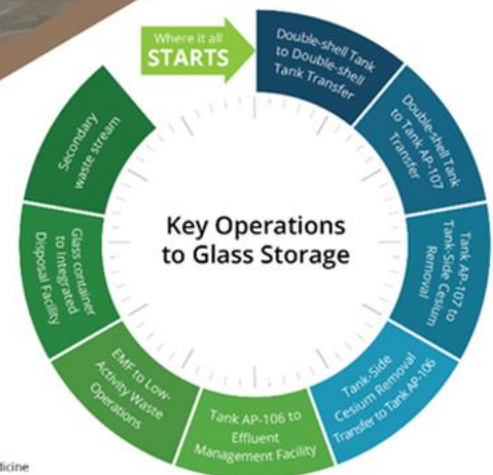 Where it all
STARTS
Double-shell Tank
to Double-shell
Tank Transfer
Double-shell Tank
to Tank AP-107
Transfer
Tank AP-107 to
Tank-Side Cesium
Removal
Tank-Side
Cesium Removal
Transfer to Tank AP-106
Tank AP-106 to
Effluent
Management Facility
EMF to Low-
Activity Waste
Operations
Glass container
to Integrated
Disposal Facility
Secondary
waste stream
Key Operations
to Glass Storage